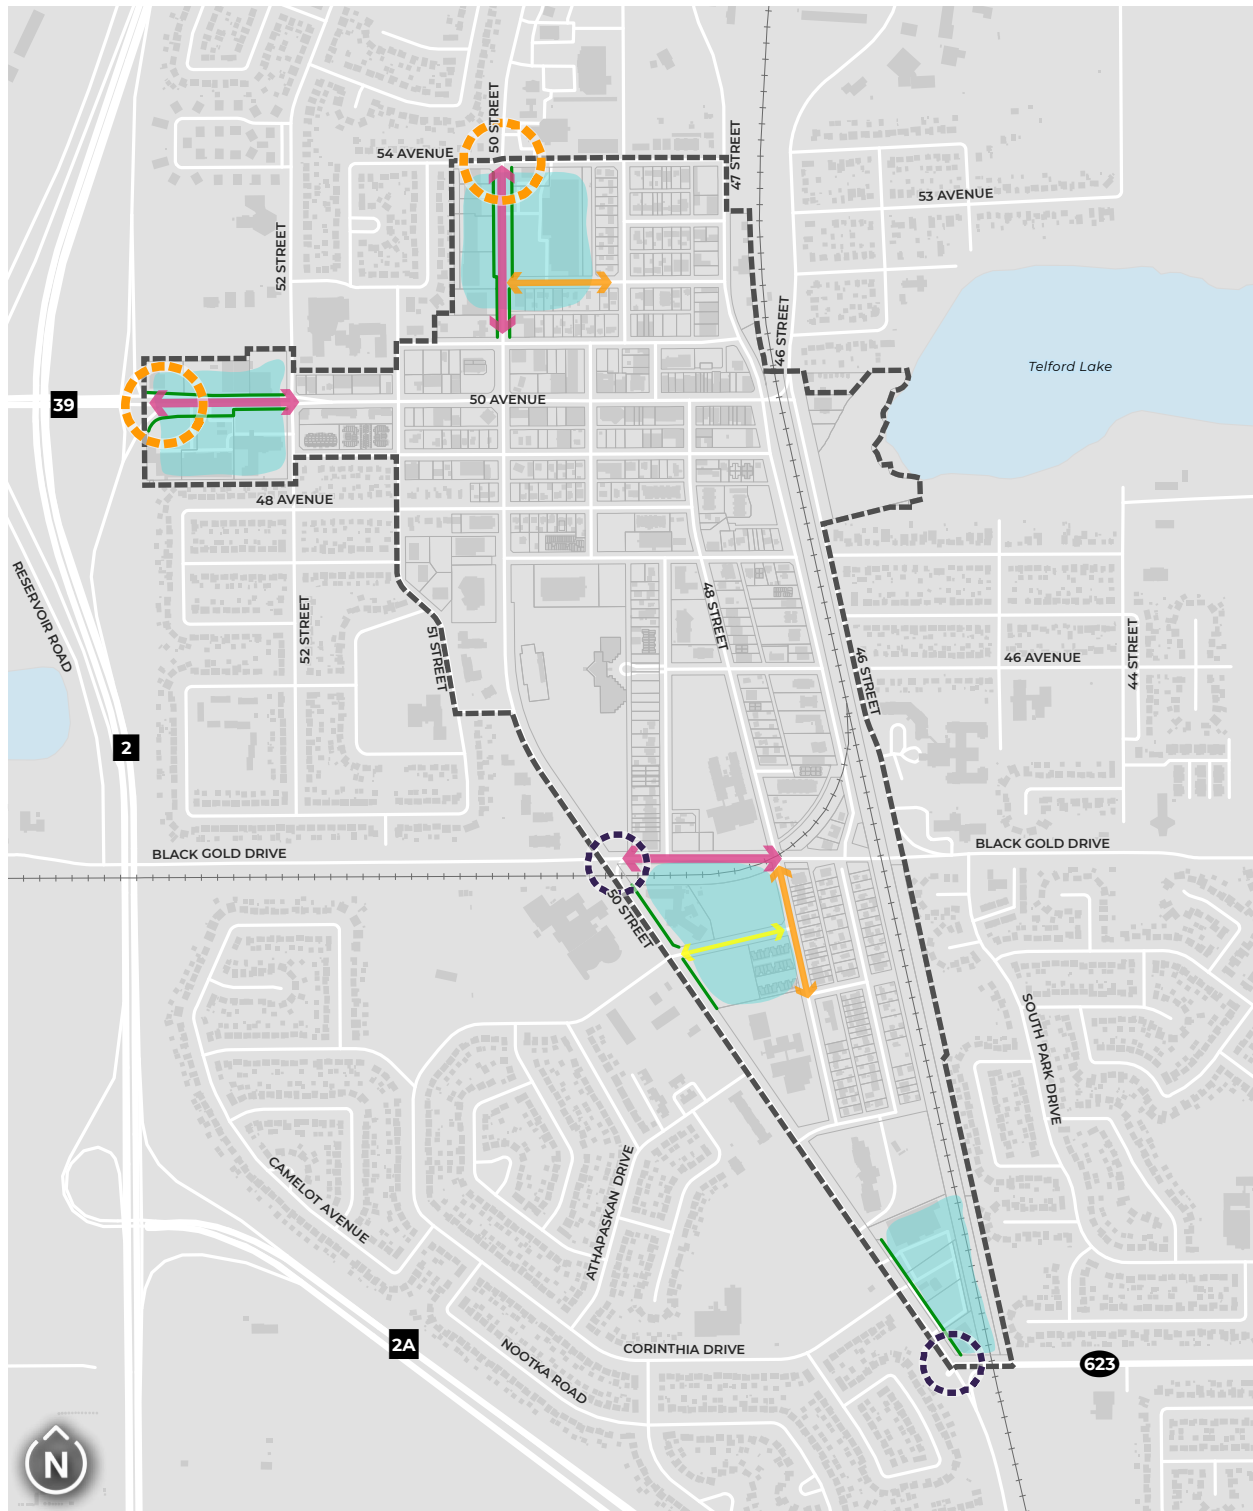 50 STREET
54 AVENUE
47 STREET
53 AVENUE
52 STREET
46 STREET
Telford Lake
39
50 AVENUE
48 AVENUE
RESERVOIR ROAD
52 STREET
51 STREET
48 STREET
46 STREET
46 AVENUE
44 STREET
2
BLACK GOLD DRIVE
BLACK GOLD DRIVE
50 STREET
SOUTH PARK DRIVE
CAMELOT AVENUE
ATHAPASKAN DRIVE
2A
NOOTKA ROAD
CORINTHIA DRIVE
623
N